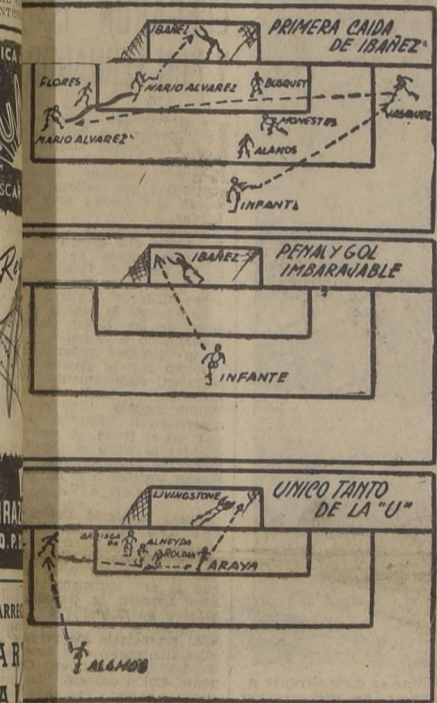 PRIMERA CAIDA
DE IBAÑEZ
IBAÑEZ
FLORES
MARIO ALVAREZ
BUSQUET
VASQUEZ
MARIO ALVAREZ
MONESTES
ALAMOS
INFANTE
PENAL Y GOL
IMBARAJABLE
IBAÑEZ
INFANTE
UNICO TANTO
DE LA "U"
LIVINGSTONE
ALMEYDA
ROLDAN
ARAYA
ALAMOS